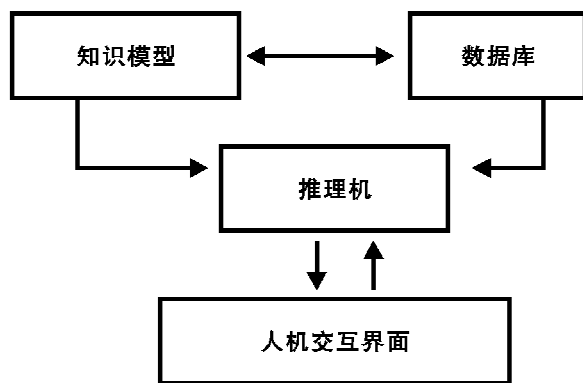 知识模型
数据库
推理机
人机交互界面